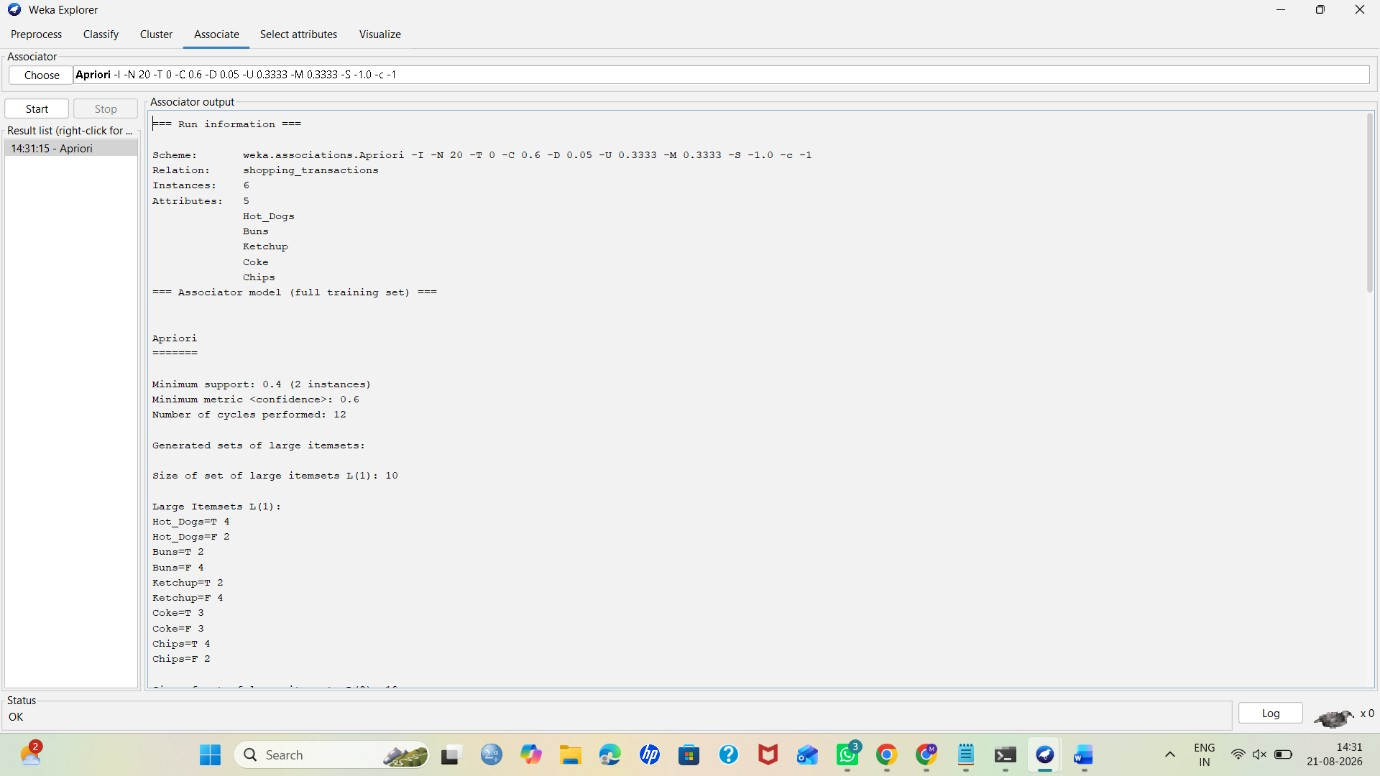 Weka Explorer
Preprocess Classify Cluster Associate Select attributes Visualize
Associator
Choose Apriori -I -N 20 -T 0 -C 0.6 -D 0.05 -U 0.3333 -M 0.3333 -S -1.0 -c -1
Start Stop
Result list (right-click for ...
14:31:15 - Apriori
Associator output
=== Run information ===
Scheme: weka.associations.Apriori -I -N 20 -T 0 -C 0.6 -D 0.05 -U 0.3333 -M 0.3333 -S -1.0 -c -1
Relation: shopping_transactions
Instances: 6
Attributes: 5
Hot_Dogs
Buns
Ketchup
Coke
Chips
=== Associator model (full training set) ===
Apriori
=======
Minimum support: 0.4 (2 instances)
Minimum metric <confidence>: 0.6
Number of cycles performed: 12
Generated sets of large itemsets:
Size of set of large itemsets L(1): 10
Large Itemsets L(1):
Hot_Dogs=T 4
Hot_Dogs=F 2
Buns=T 2
Buns=F 4
Ketchup=T 2
Ketchup=F 4
Coke=T 3
Coke=F 3
Chips=T 4
Chips=F 2
Status
OK
Log x 0
2 Search hp 3 M ENG IN 14:31 21-08-2026